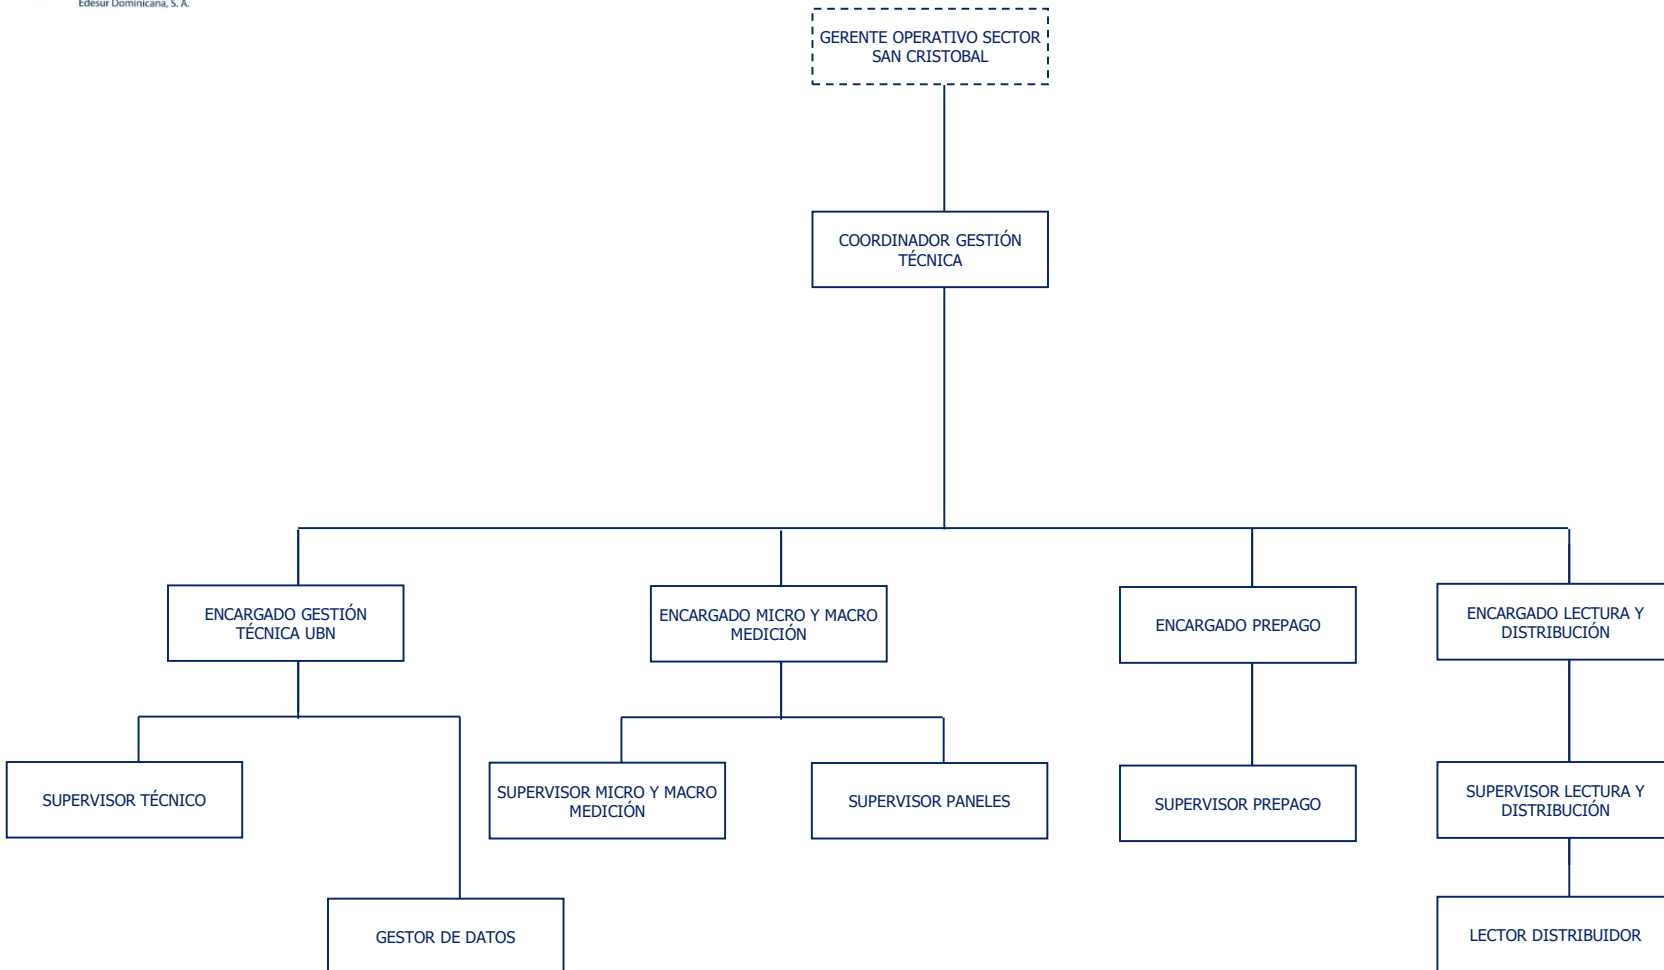 Edesur Dominicana, S. A.
GERENTE OPERATIVO SECTOR
SAN CRISTOBAL
COORDINADOR GESTIÓN
TÉCNICA
ENCARGADO GESTIÓN
TÉCNICA UBN
ENCARGADO MICRO Y MACRO
MEDICIÓN
ENCARGADO PREPAGO
ENCARGADO LECTURA Y
DISTRIBUCIÓN
SUPERVISOR TÉCNICO
SUPERVISOR MICRO Y MACRO
MEDICIÓN
SUPERVISOR PANELES
SUPERVISOR PREPAGO
SUPERVISOR LECTURA Y
DISTRIBUCIÓN
GESTOR DE DATOS
LECTOR DISTRIBUIDOR